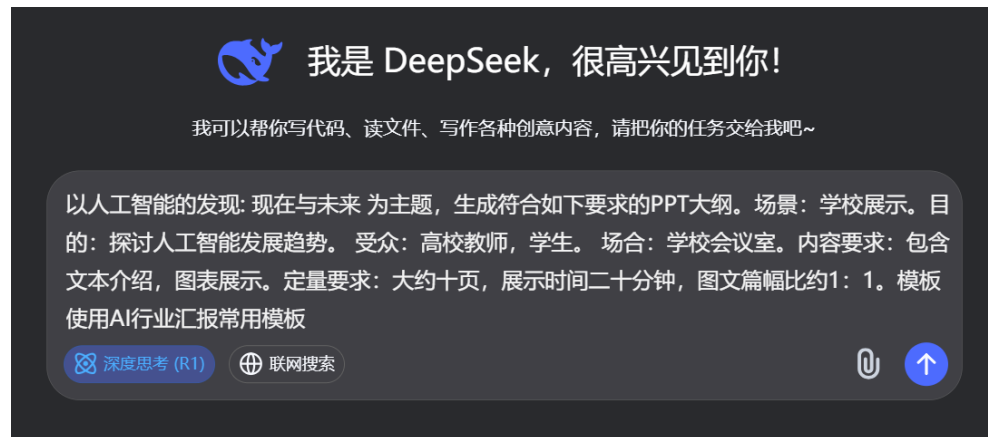 我是 DeepSeek，很高兴见到你！
我可以帮你写代码、读文件、写作各种创意内容，请把你的任务交给我吧~
以人工智能的发现: 现在与未来 为主题，生成符合如下要求的PPT大纲。场景：学校展示。目
的：探讨人工智能发展趋势。 受众：高校教师，学生。 场合：学校会议室。内容要求：包含
文本介绍，图表展示。定量要求：大约十页，展示时间二十分钟，图文篇幅比约1：1。模板
使用AI行业汇报常用模板
深度思考 (R1) 联网搜索